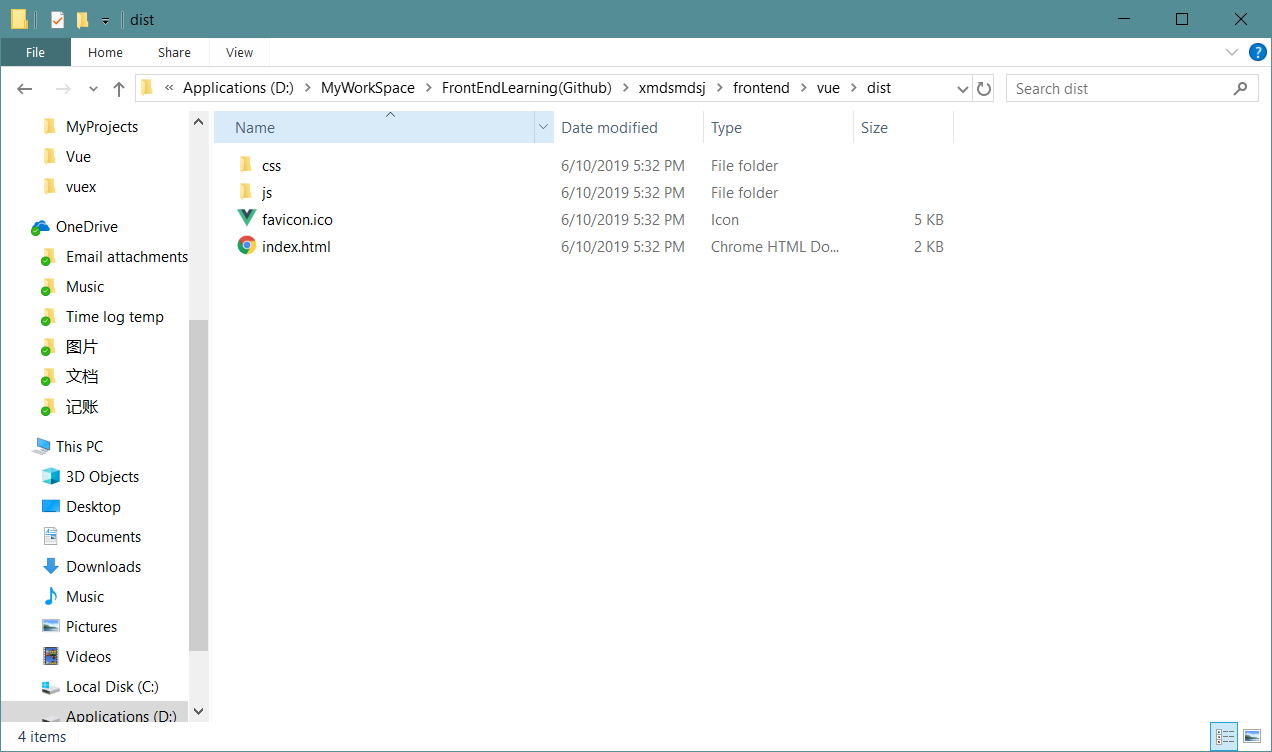 dist
File Home Share View
« Applications (D:) > MyWorkSpace > FrontEndLearning(Github) > xmdsmdsj > frontend > vue > dist
Search dist
MyProjects
Vue
vuex
OneDrive
Email attachments
Music
Time log temp
图片
文档
记账
This PC
3D Objects
Desktop
Documents
Downloads
Music
Pictures
Videos
Local Disk (C:)
Applications (D:)
Name Date modified Type Size
css 6/10/2019 5:32 PM File folder
js 6/10/2019 5:32 PM File folder
favicon.ico 6/10/2019 5:32 PM Icon 5 KB
index.html 6/10/2019 5:32 PM Chrome HTML Do... 2 KB
4 items